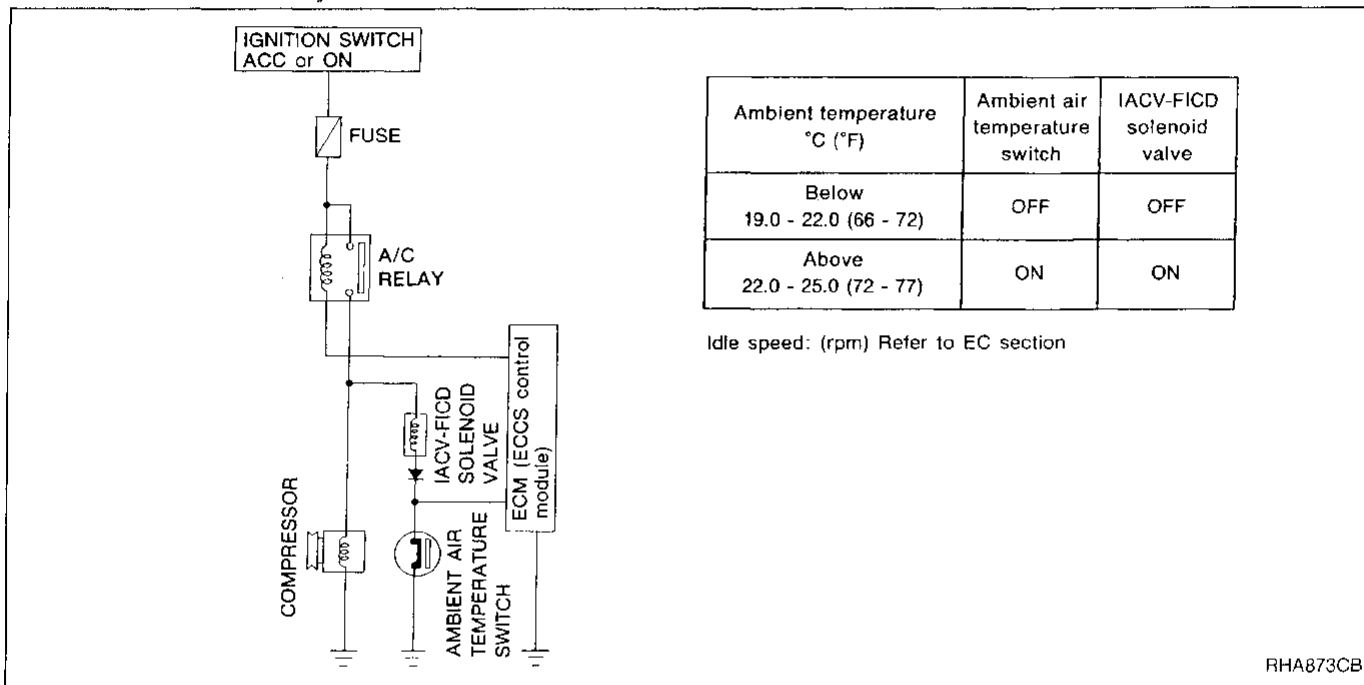 IGNITION SWITCH
ACC or ON
FUSE
A/C
RELAY
COMPRESSOR
IACV-FICD
SOLENOID
VALVE
AMBIENT AIR
TEMPERATURE
SWITCH
ECM (ECCS control
module)
Ambient temperature
°C (°F)
Ambient air
temperature
switch
IACV-FICD
solenoid
valve
Below
19.0 - 22.0 (66 - 72)
OFF
OFF
Above
22.0 - 25.0 (72 - 77)
ON
ON
Idle speed: (rpm) Refer to EC section
RHA873CB